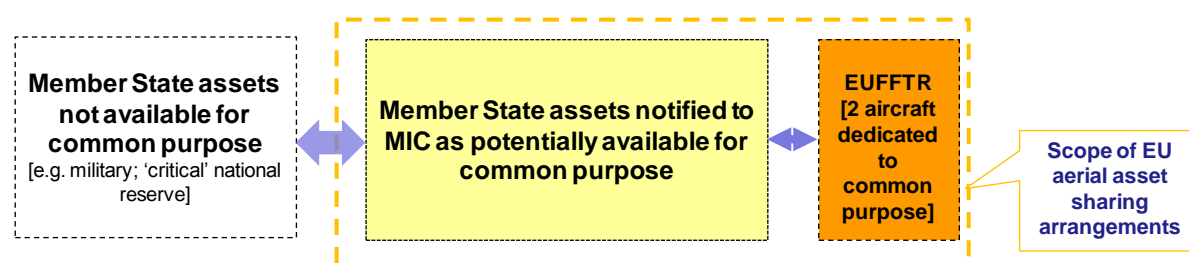 Member State assets
not available for
common purpose
[e.g. military; ‘critical’ national
reserve]
Member State assets notified to
MIC as potentially available for
common purpose
EUFFTR
[2 aircraft
dedicated
to
common
purpose]
Scope of EU
aerial asset
sharing
arrangements